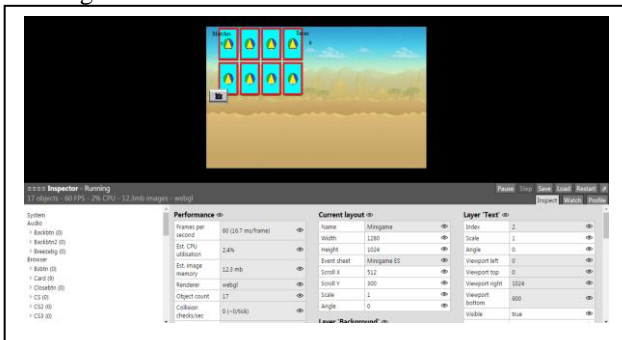 Matches
Turns
0
Inspector - Running
17 objects - 60 FPS - 2% CPU - 12.3mb images - webgl
Pause Step Save Load Restart
Inspect Watch Profile
System
Audio
Backbtn (0)
Backbtn2 (0)
Breezebg (0)
Browser
Bxbtn (0)
Card (9)
Closebtn (0)
CS (0)
CS2 (0)
CS3 (0)
Performance
Frames per second 60 (16.7 ms/frame)
Est. CPU utilisation 2.4%
Est. image memory 12.3 mb
Renderer webgl
Object count 17
Collision checks/sec 0 (~0/tick)
Current layout
Name Minigame
Width 1280
Height 1024
Event sheet Minigame ES
Scroll X 512
Scroll Y 300
Scale 1
Angle 0
Layer 'Background'
Layer 'Text'
Index 2
Scale 1
Angle 0
Viewport left 0
Viewport top 0
Viewport right 1024
Viewport bottom 600
Visible true